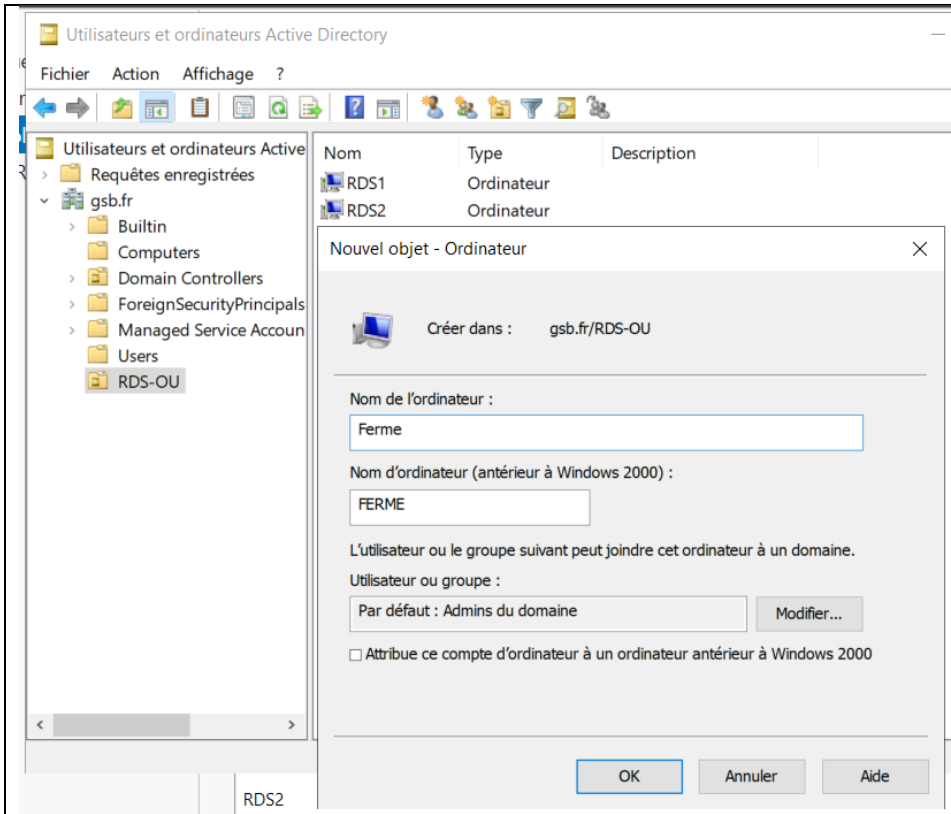 Utilisateurs et ordinateurs Active Directory
Fichier Action Affichage ?
Utilisateurs et ordinateurs Active
Requêtes enregistrées
gsb.fr
Builtin
Computers
Domain Controllers
ForeignSecurityPrincipals
Managed Service Accoun
Users
RDS-OU
Nom Type Description
RDS1 Ordinateur
RDS2 Ordinateur
Nouvel objet - Ordinateur
Créer dans : gsb.fr/RDS-OU
Nom de l'ordinateur :
Ferme
Nom d'ordinateur (antérieur à Windows 2000) :
FERME
L'utilisateur ou le groupe suivant peut joindre cet ordinateur à un domaine.
Utilisateur ou groupe :
Par défaut : Admins du domaine
Modifier...
Attribue ce compte d'ordinateur à un ordinateur antérieur à Windows 2000
OK Annuler Aide
RDS2